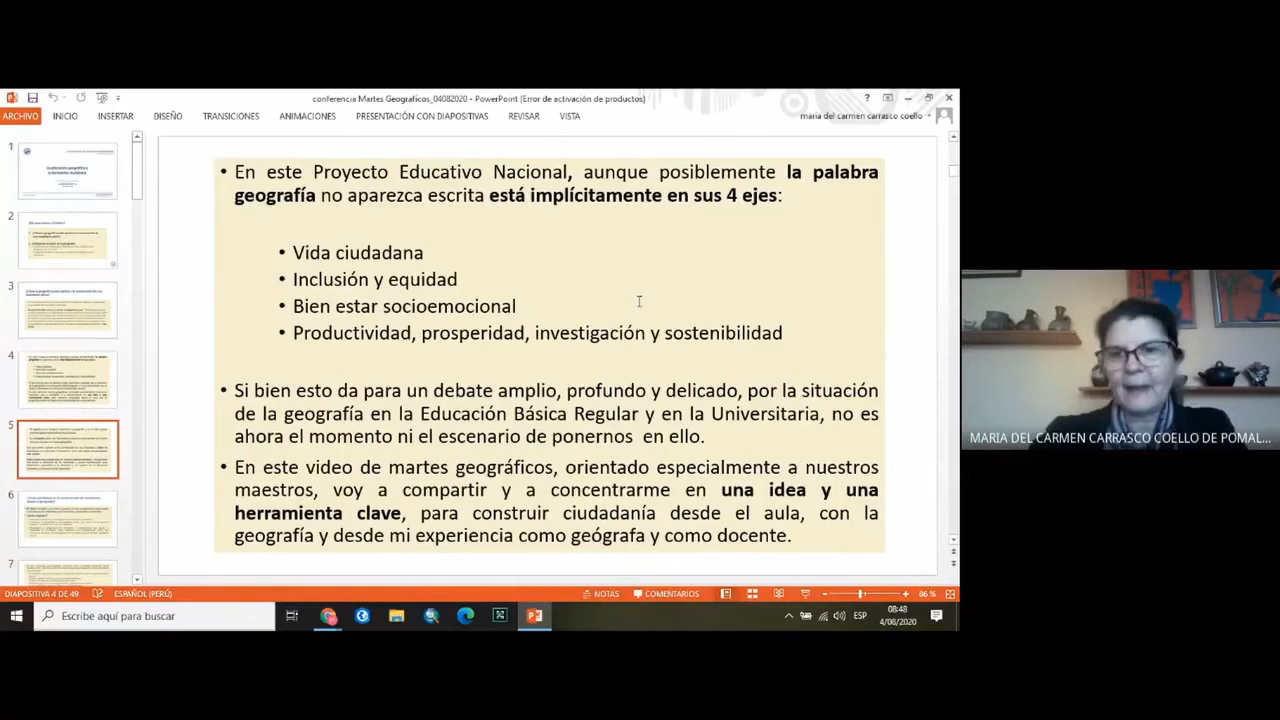 conferencia Martes Geograficos_04082020 - PowerPoint (Error de activación de productos)
ARCHIVO INICIO INSERTAR DISEÑO TRANSICIONES ANIMACIONES PRESENTACIÓN CON DIAPOSITIVAS REVISAR VISTA maria del carmen carrasco coello
1
2
3
4
5
6
7
• En este Proyecto Educativo Nacional, aunque posiblemente la palabra
geografía no aparezca escrita está implícitamente en sus 4 ejes:
• Vida ciudadana
• Inclusión y equidad
• Bien estar socioemocional
• Productividad, prosperidad, investigación y sostenibilidad
• Si bien esto da para un debate amplio, profundo y delicado, por la situación
de la geografía en la Educación Básica Regular y en la Universitaria, no es
ahora el momento ni el escenario de ponernos en ello.
• En este video de martes geográficos, orientado especialmente a nuestros
maestros, voy a compartir y a concentrarme en una idea y una
herramienta clave, para construir ciudadanía desde el aula, con la
geografía y desde mi experiencia como geógrafa y como docente.
MARIA DEL CARMEN CARRASCO COELLO DE POMAL...
DIAPOSITIVA 4 DE 49 ESPAÑOL (PERÚ) NOTAS COMENTARIOS 86 %
Escribe aquí para buscar
ESP
08:48
4/08/2020